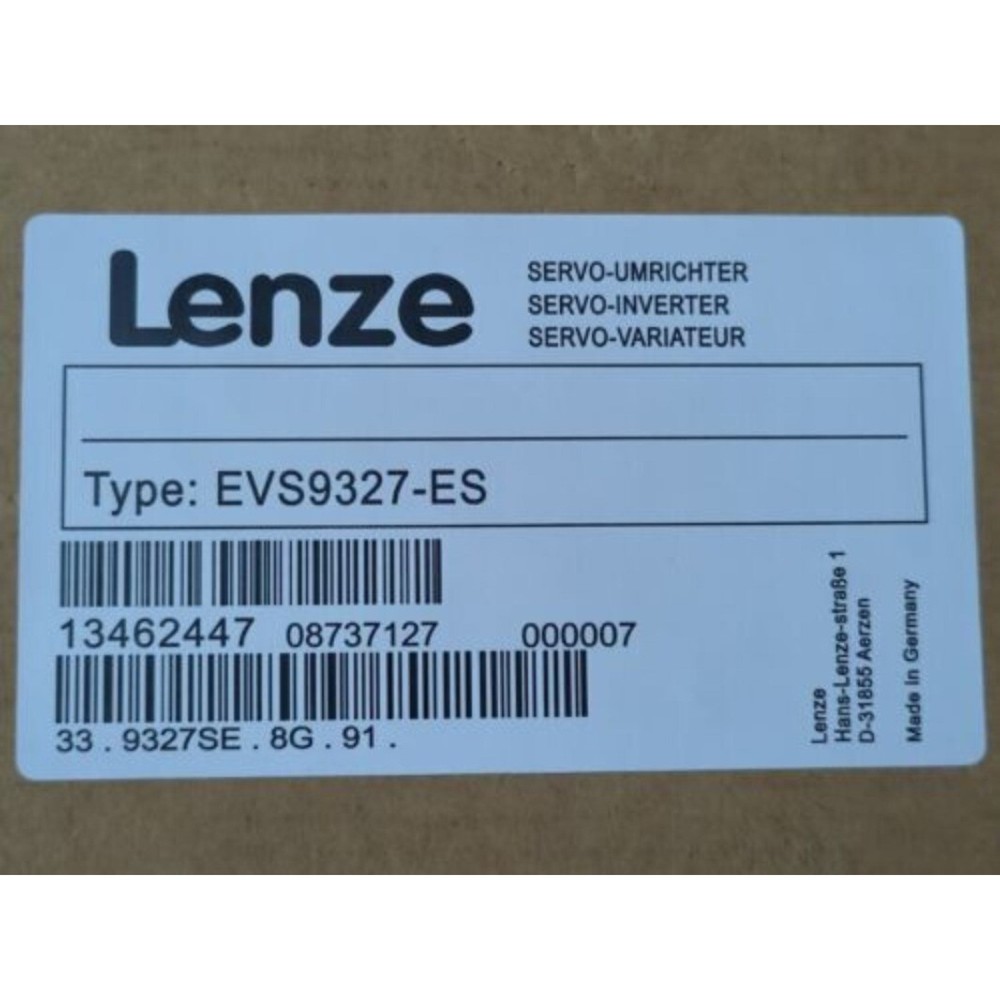 Lenze
SERVO-UMRICHTER
SERVO-INVERTER
SERVO-VARIATEUR
Type: EVS9327-ES
13462447 08737127 000007
33 . 9327SE . 8G . 91 .
Lenze
Hans-Lenze-straße 1
D-31855 Aerzen
Made in Germany